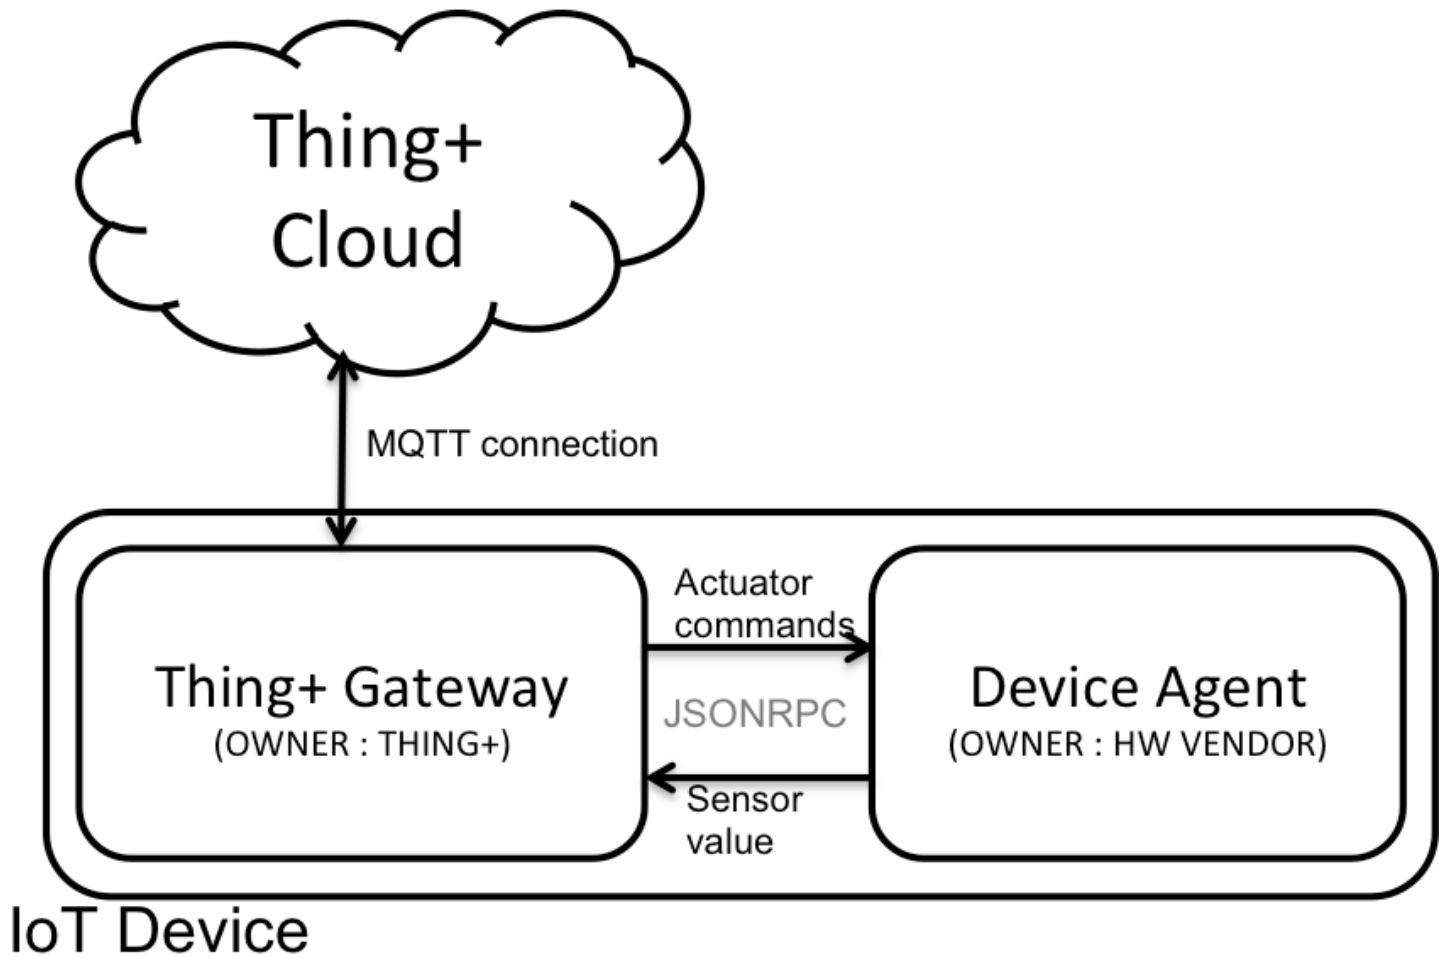 Thing+
Cloud
MQTT connection
Actuator
commands
Thing+ Gateway
(OWNER : THING+)
JSONRPC
Device Agent
(OWNER : HW VENDOR)
Sensor
value
IoT Device